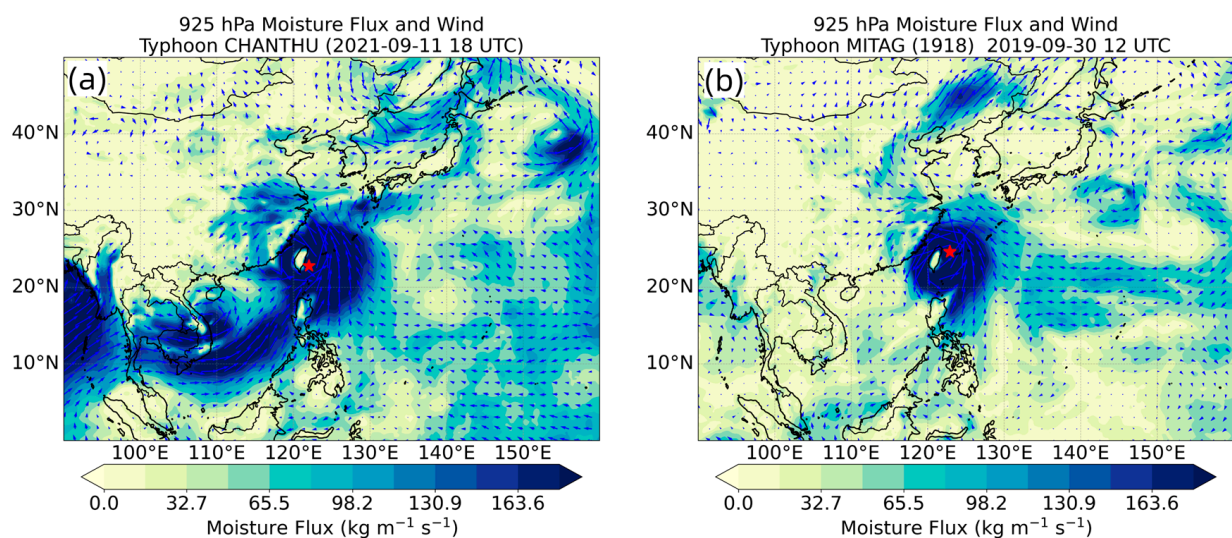 925 hPa Moisture Flux and Wind
Typhoon CHANTHU (2021-09-11 18 UTC)
(a)
40°N
30°N
20°N
10°N
100°E 110°E 120°E 130°E 140°E 150°E
0.0 32.7 65.5 98.2 130.9 163.6
Moisture Flux (kg m⁻¹ s⁻¹)
925 hPa Moisture Flux and Wind
Typhoon MITAG (1918) 2019-09-30 12 UTC
(b)
40°N
30°N
20°N
10°N
100°E 110°E 120°E 130°E 140°E 150°E
0.0 32.7 65.5 98.2 130.9 163.6
Moisture Flux (kg m⁻¹ s⁻¹)